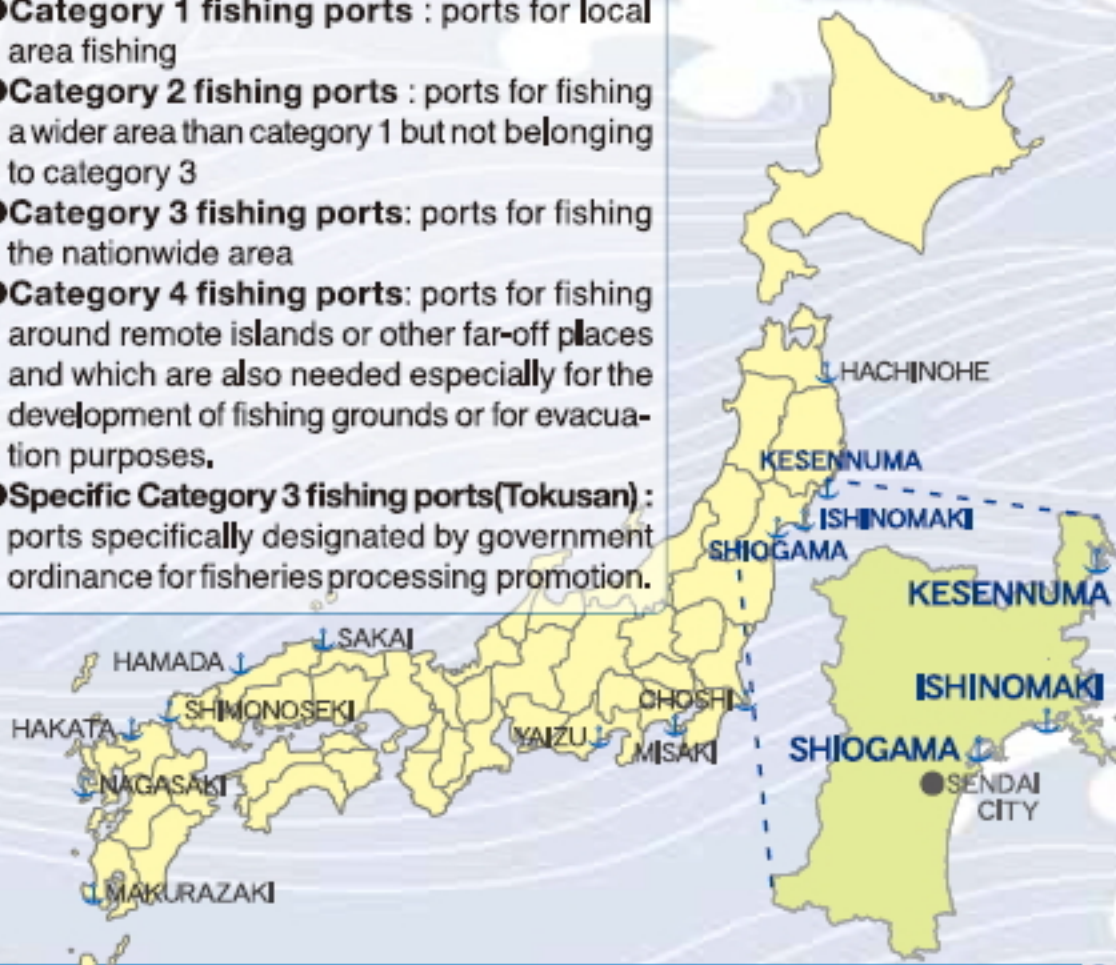 ●Category 1 fishing ports : ports for local
area fishing
●Category 2 fishing ports : ports for fishing
a wider area than category 1 but not belonging
to category 3
●Category 3 fishing ports: ports for fishing
the nationwide area
●Category 4 fishing ports: ports for fishing
around remote islands or other far-off places
and which are also needed especially for the
development of fishing grounds or for evacua-
tion purposes.
●Specific Category 3 fishing ports(Tokusan) :
ports specifically designated by government
ordinance for fisheries processing promotion.
HACHINOHE
KESENNUMA
ISHINOMAKI
SHIOGAMA
KESENNUMA
ISHINOMAKI
SHIOGAMA
SENDAI
CITY
SAKAI
HAMADA
SHIMONOSEKI
HAKATA
NAGASAKI
MAKURAZAKI
CHOSHI
YAIZU
MISAKI